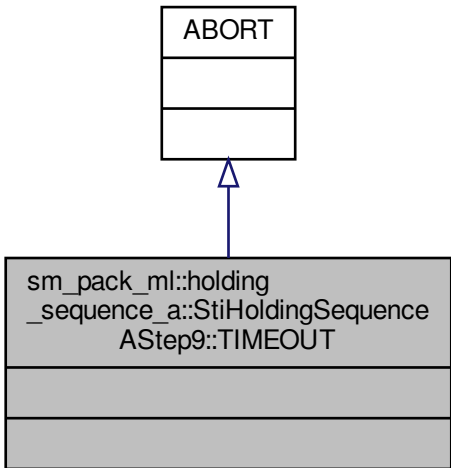 ABORT
sm_pack_ml::holding
_sequence_a::StiHoldingSequence
AStep9::TIMEOUT